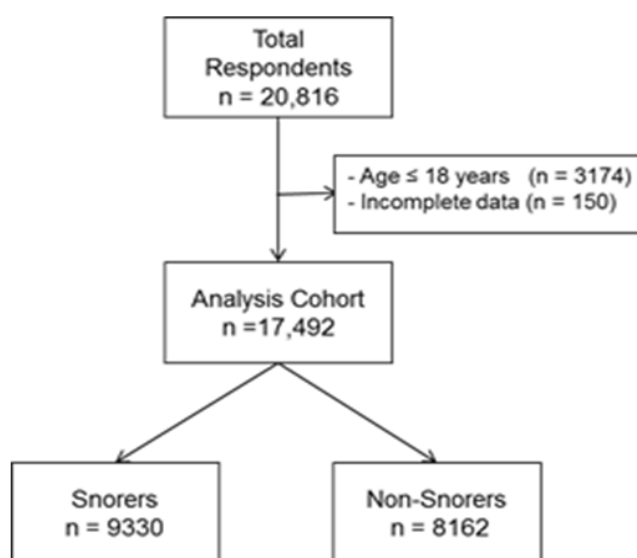 Total
Respondents
n = 20,816
- Age ≤ 18 years (n = 3174)
- Incomplete data (n = 150)
Analysis Cohort
n =17,492
Snorers
n = 9330
Non-Snorers
n = 8162